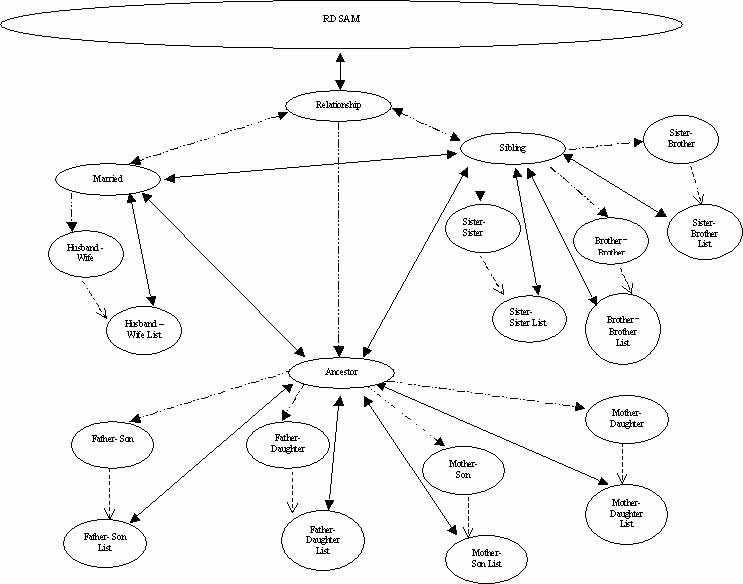 RD SAM
Relationship
Sister-
Brother
Sibling
Married
Sister-
Sister
Sister-
Brother
List
Husband -
Wife
Brother–
Brother
Husband –
Wife List
Sister-
Sister List
Brother–
Brother
List
Ancestor
Mother-
Daughter
Father- Son
Father-
Daughter
Mother-
Son
Mother-
Daughter
List
Father- Son
List
Father-
Daughter
List
Mother-
Son List